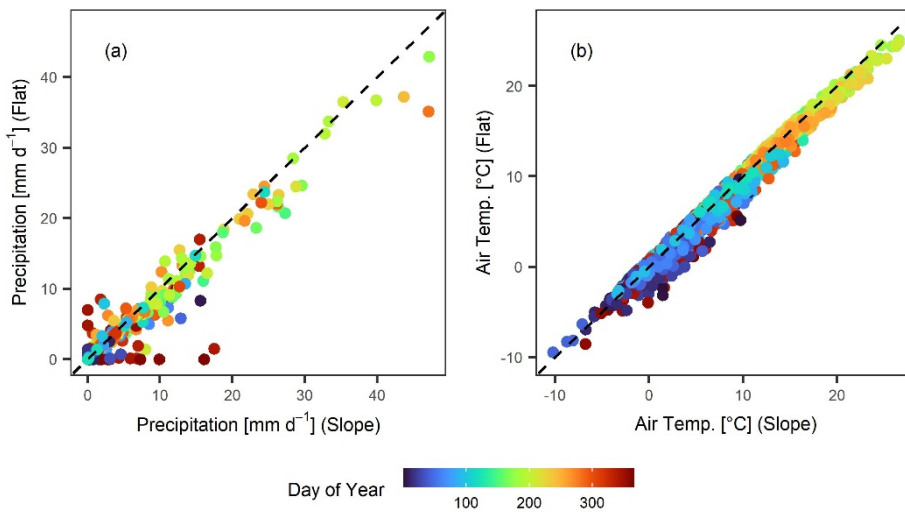 (a)
Precipitation [mm d⁻¹] (Flat)
40
30
20
10
0
0 10 20 30 40
Precipitation [mm d⁻¹] (Slope)
(b)
Air Temp. [°C] (Flat)
20
10
0
-10
-10 0 10 20
Air Temp. [°C] (Slope)
Day of Year
100 200 300